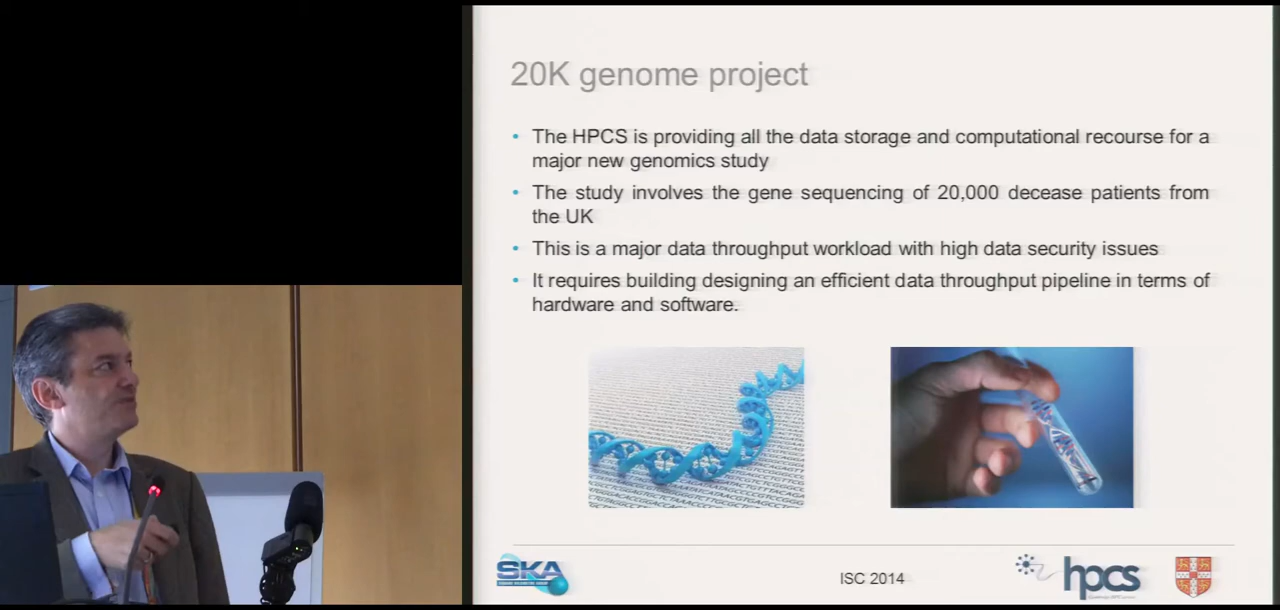 20K genome project
• The HPCS is providing all the data storage and computational recourse for a
major new genomics study
• The study involves the gene sequencing of 20,000 decease patients from
the UK
• This is a major data throughput workload with high data security issues
• It requires building designing an efficient data throughput pipeline in terms of
hardware and software.
SKA
ISC 2014
hpcs